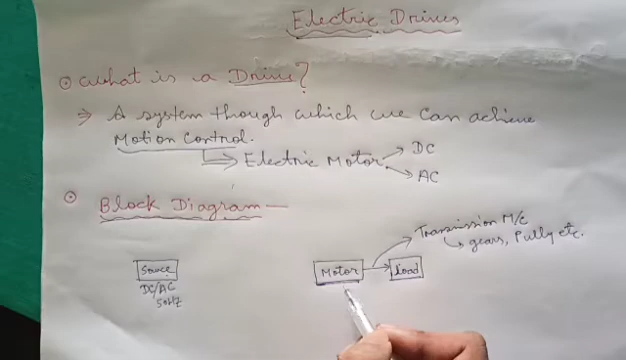 Electric Drives
What is a Drive?
⇒ A system though which we can achieve
Motion Control.
⇒ Electric Motor → DC
→ AC
Block Diagram —
Transmission M/c
↳ gears, Pully etc.
Source
Motor → load
DC/AC
50HZ